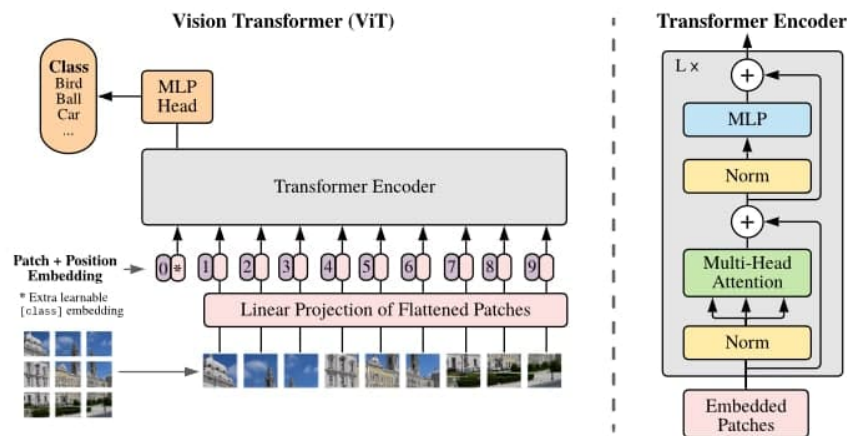 Vision Transformer (ViT)
Class
Bird
Ball
Car
...
MLP
Head
Transformer Encoder
Patch + Position
Embedding
0 * 1 2 3 4 5 6 7 8 9
* Extra learnable
[class] embedding
Linear Projection of Flattened Patches
Transformer Encoder
L ×
+
MLP
Norm
+
Multi-Head
Attention
Norm
Embedded
Patches